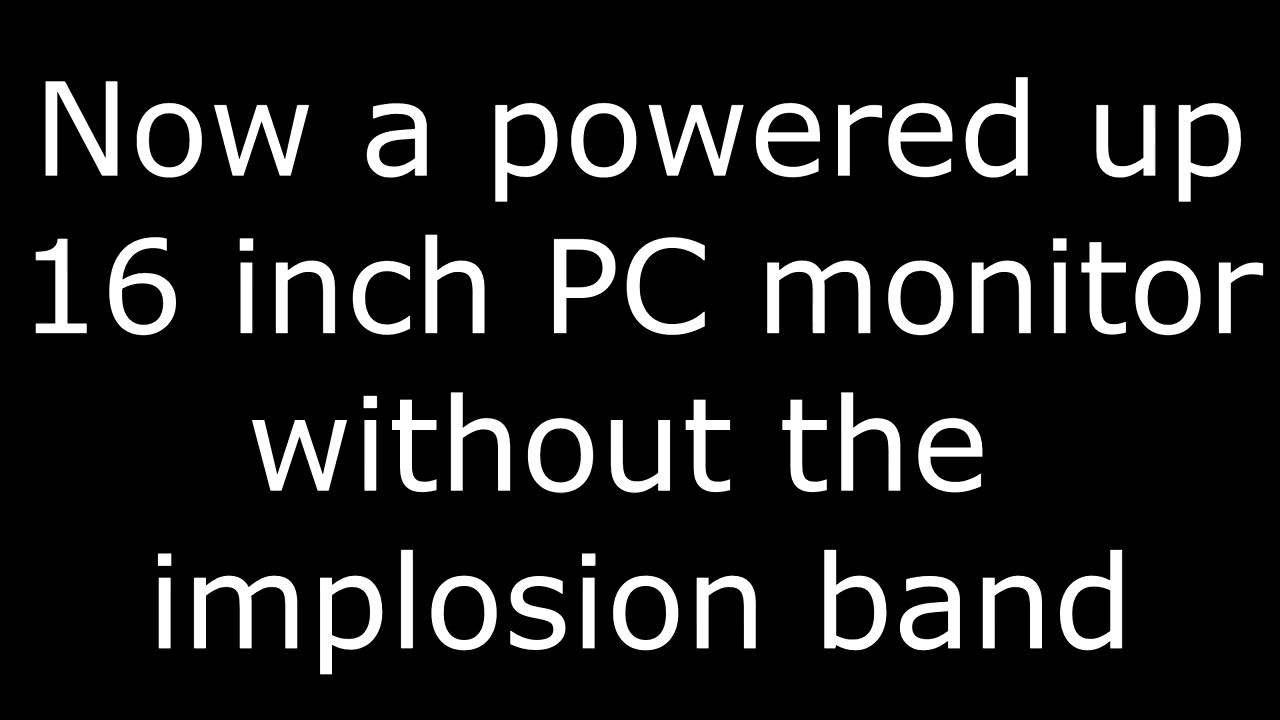 Now a powered up
16 inch PC monitor
without the
implosion band